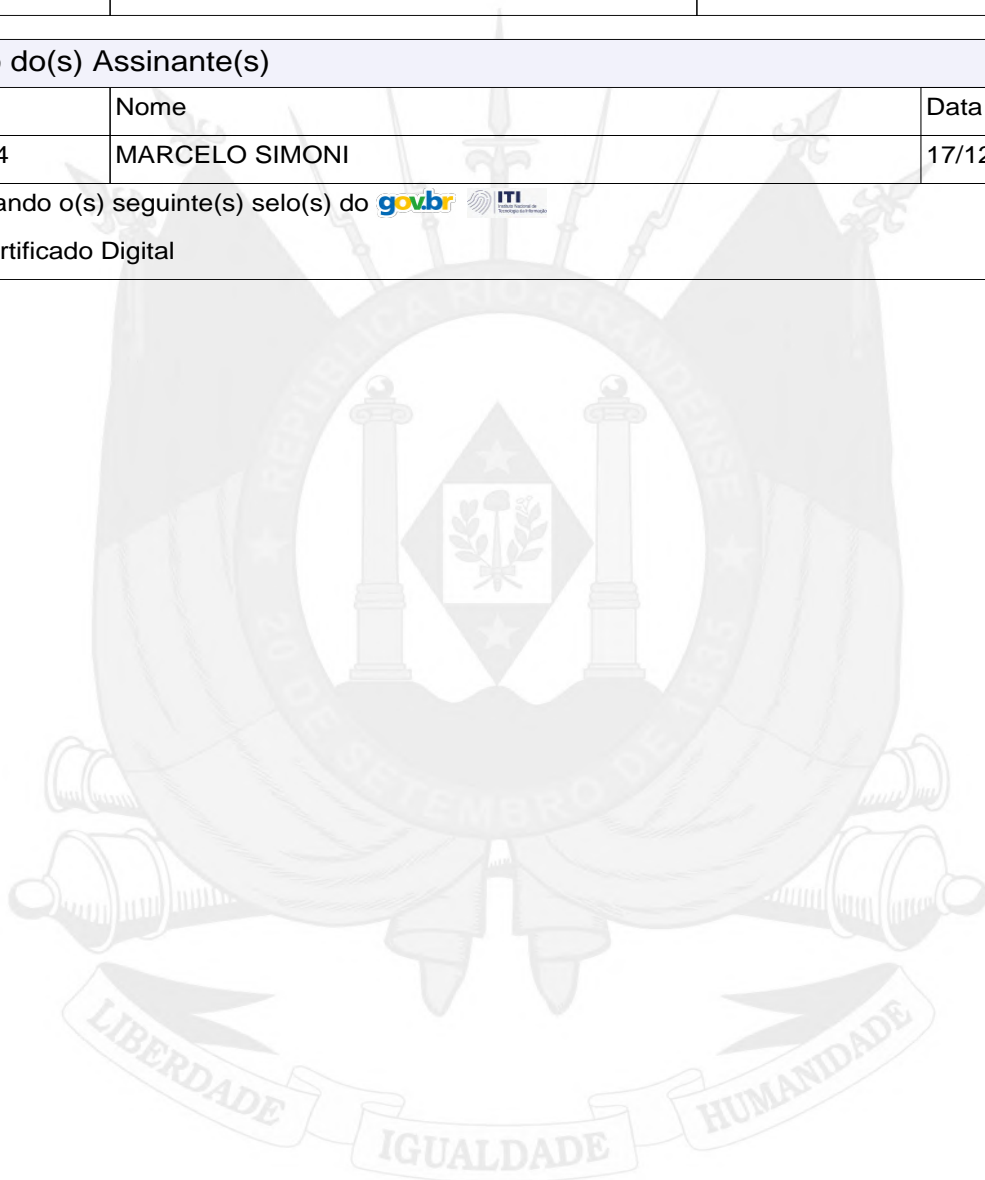 do(s) Assinante(s)
Nome Data
4 MARCELO SIMONI 17/12
ando o(s) seguinte(s) selo(s) do gov.br ITI
rtificado Digital
REPUBLICA RIO-GRANDENSE
20 DE SETEMBRO DE 1835
LIBERDADE IGUALDADE HUMANIDADE